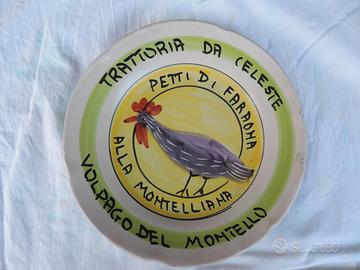 TRATTORIA DA CELESTE
PETTI DI FARAONA
ALLA MONTELLIANA
VOLPAGO DEL MONTELLO
subito